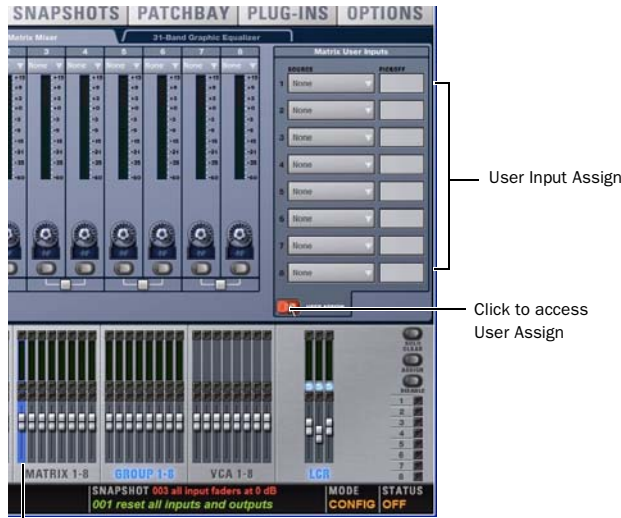 SNAPSHOTS PATCHBAY PLUG-INS OPTIONS
Matrix Mixer 31-Band Graphic Equalizer
Matrix User Inputs
3 4 5 6 7 8
None None None None None None
SOURCE PICKOFF
1 None
2 None
3 None
4 None
5 None
6 None
7 None
8 None
User Input Assign
USER ASSIGN
Click to access
User Assign
HOLD
CLEAR
ASSIGN
DISABLE
1
2
3
4
5
6
7
8
MATRIX 1-8 GROUP 1-8 VCA 1-8 LCR
SNAPSHOT 003 all input faders at 0 dB MODE STATUS
001 reset all inputs and outputs CONFIG OFF